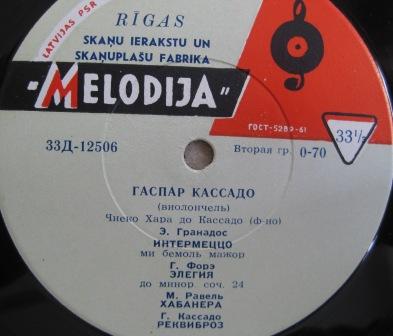 LATVIJAS PSR
RĪGAS
SKAŅU IERAKSTU UN
SKAŅUPLAŠU FABRIKA
„MELODIJA”
ГОСТ-5289-61
33Д-12506
Вторая гр. 0-70
33⅓
ГАСПАР КАССАДО
(виолончель)
Чиеко Хара до Кассадо (ф-но)
Э. Гранадос
ИНТЕРМЕЦЦО
ми бемоль мажор
Г. Форэ
ЭЛЕГИЯ
до минор, соч. 24
М. Равель
ХАБАНЕРА
Г. Кассадо
РЕКВИБРОЗ